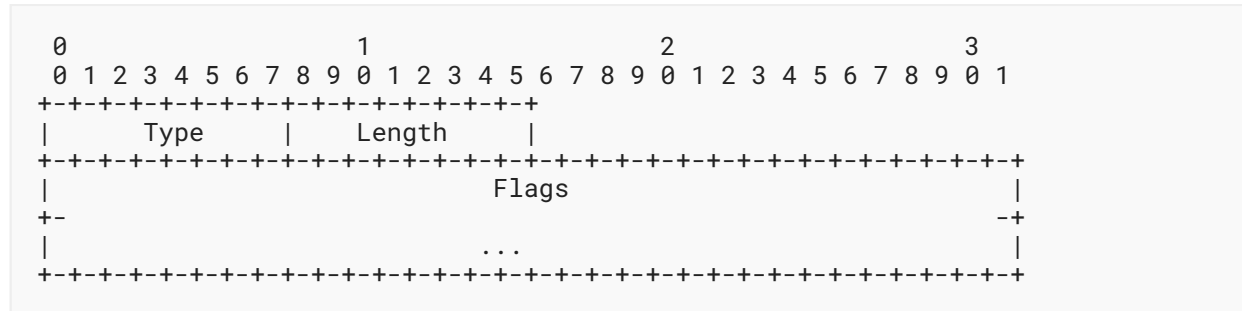 0                   1                   2                   3
 0 1 2 3 4 5 6 7 8 9 0 1 2 3 4 5 6 7 8 9 0 1 2 3 4 5 6 7 8 9 0 1
+-+-+-+-+-+-+-+-+-+-+-+-+-+-+-+-+
|      Type     |    Length     |
+-+-+-+-+-+-+-+-+-+-+-+-+-+-+-+-+-+-+-+-+-+-+-+-+-+-+-+-+-+-+-+-+
|                             Flags                             |
+-                                                             -+
|                            ...                                |
+-+-+-+-+-+-+-+-+-+-+-+-+-+-+-+-+-+-+-+-+-+-+-+-+-+-+-+-+-+-+-+-+